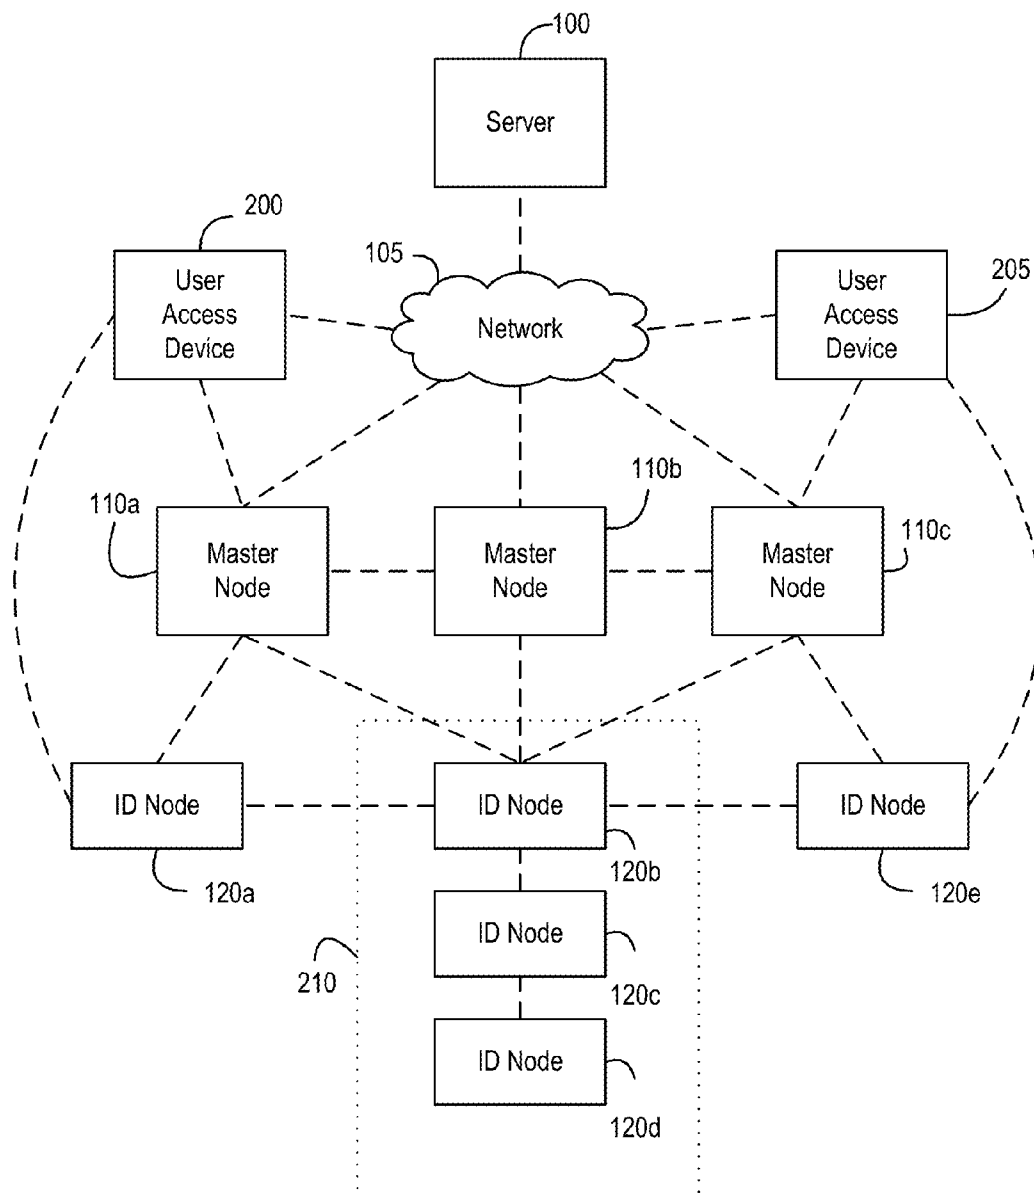 100
Server
200
User
Access
Device
105
Network
User
Access
Device
205
110a
Master
Node
110b
Master
Node
Master
Node
110c
ID Node
120a
ID Node
120b
ID Node
120e
210
ID Node
120c
ID Node
120d